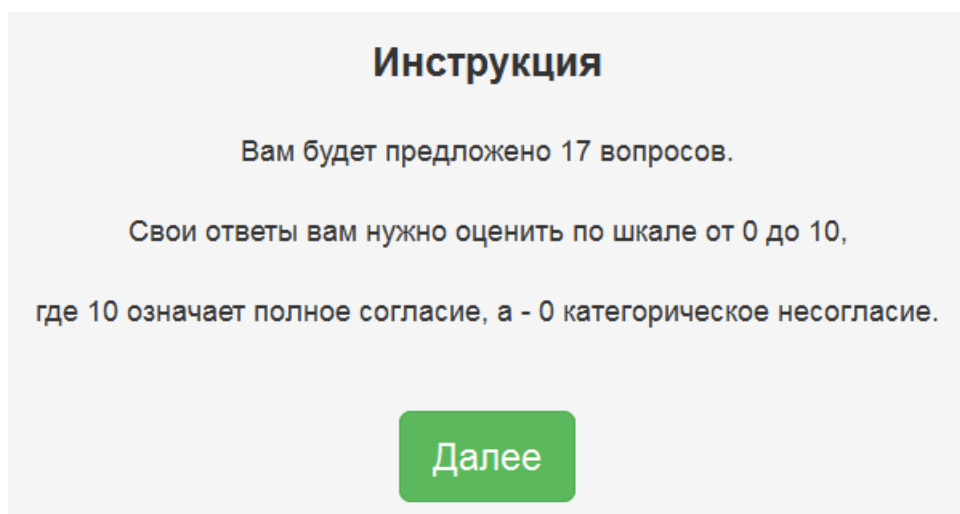 Инструкция
Вам будет предложено 17 вопросов.
Свои ответы вам нужно оценить по шкале от 0 до 10,
где 10 означает полное согласие, а - 0 категорическое несогласие.
Далее